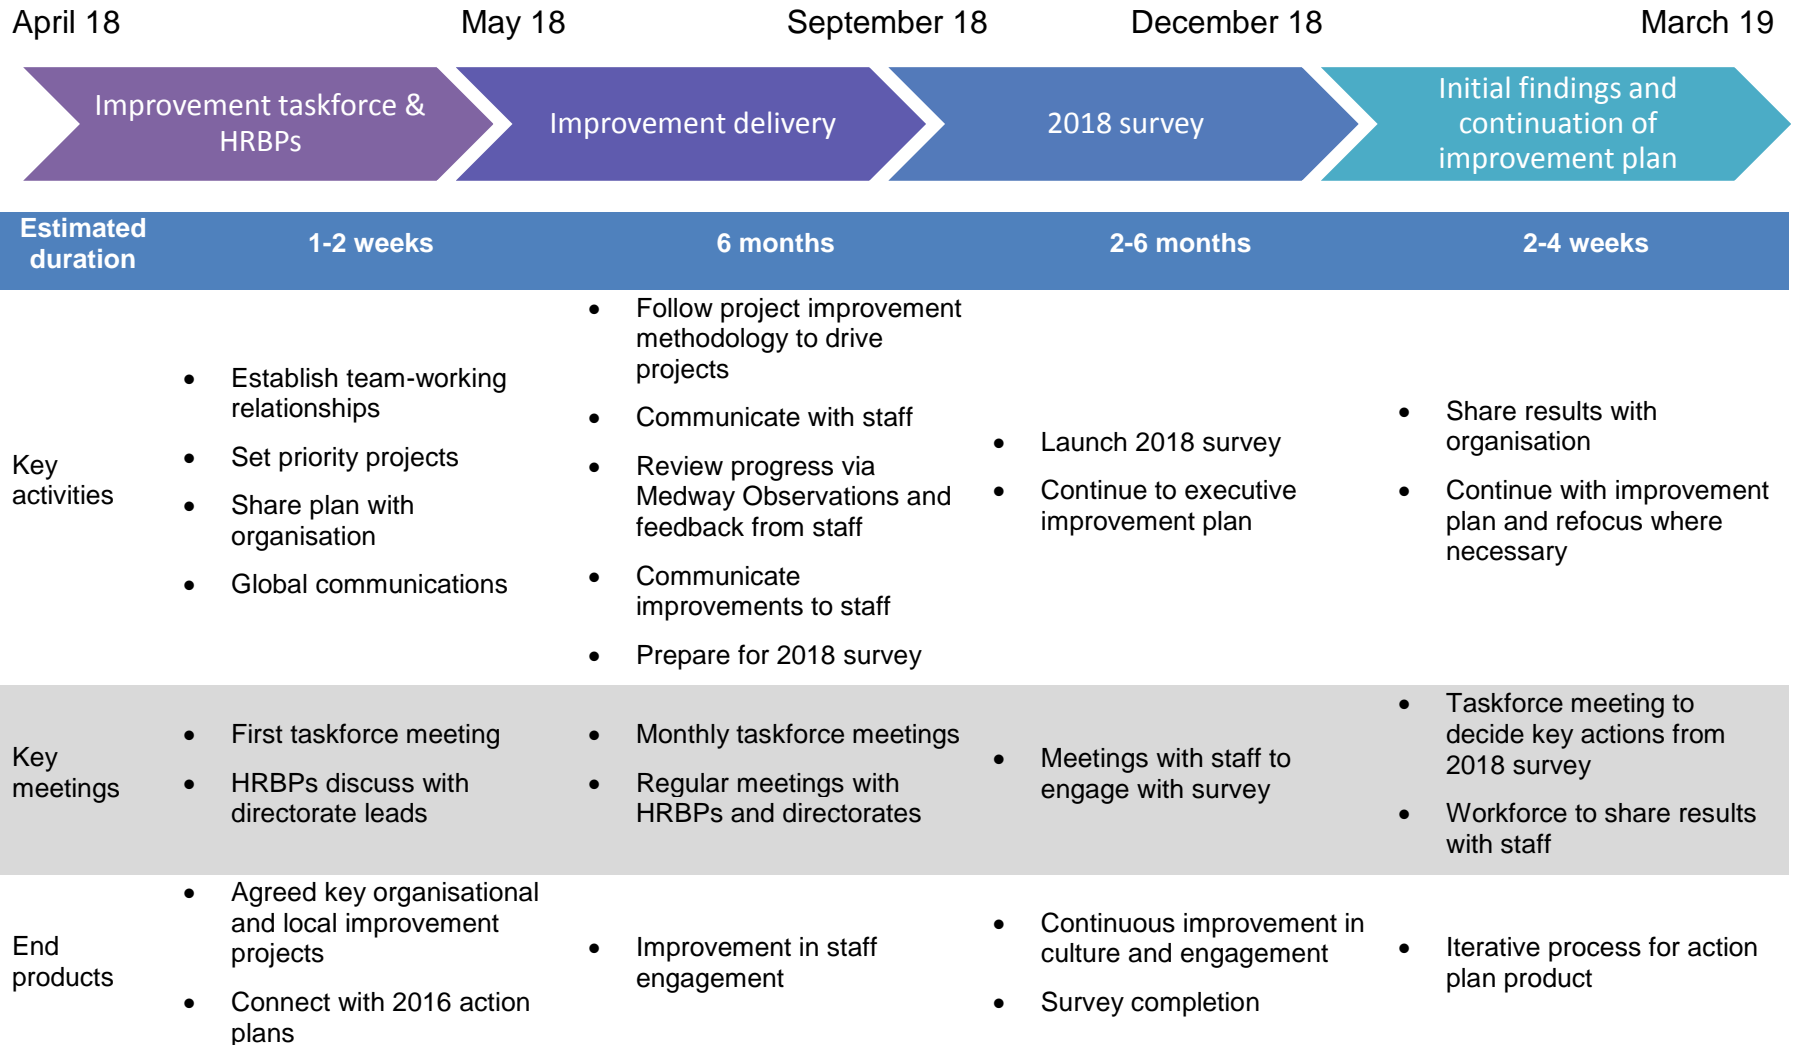 April 18
May 18
September 18
December 18
March 19
Improvement taskforce &
HRBPs
Improvement delivery
2018 survey
Initial findings and
continuation of
improvement plan
Estimated
duration
1-2 weeks
6 months
2-6 months
2-4 weeks
Key
activities
• Establish team-working
relationships
• Set priority projects
• Share plan with
organisation
• Global communications
• Follow project improvement
methodology to drive
projects
• Communicate with staff
• Review progress via
Medway Observations and
feedback from staff
• Communicate
improvements to staff
• Prepare for 2018 survey
• Launch 2018 survey
• Continue to executive
improvement plan
• Share results with
organisation
• Continue with improvement
plan and refocus where
necessary
Key
meetings
• First taskforce meeting
• HRBPs discuss with
directorate leads
• Monthly taskforce meetings
• Regular meetings with
HRBPs and directorates
• Meetings with staff to
engage with survey
• Taskforce meeting to
decide key actions from
2018 survey
• Workforce to share results
with staff
End
products
• Agreed key organisational
and local improvement
projects
• Connect with 2016 action
plans
• Improvement in staff
engagement
• Continuous improvement in
culture and engagement
• Survey completion
• Iterative process for action
plan product